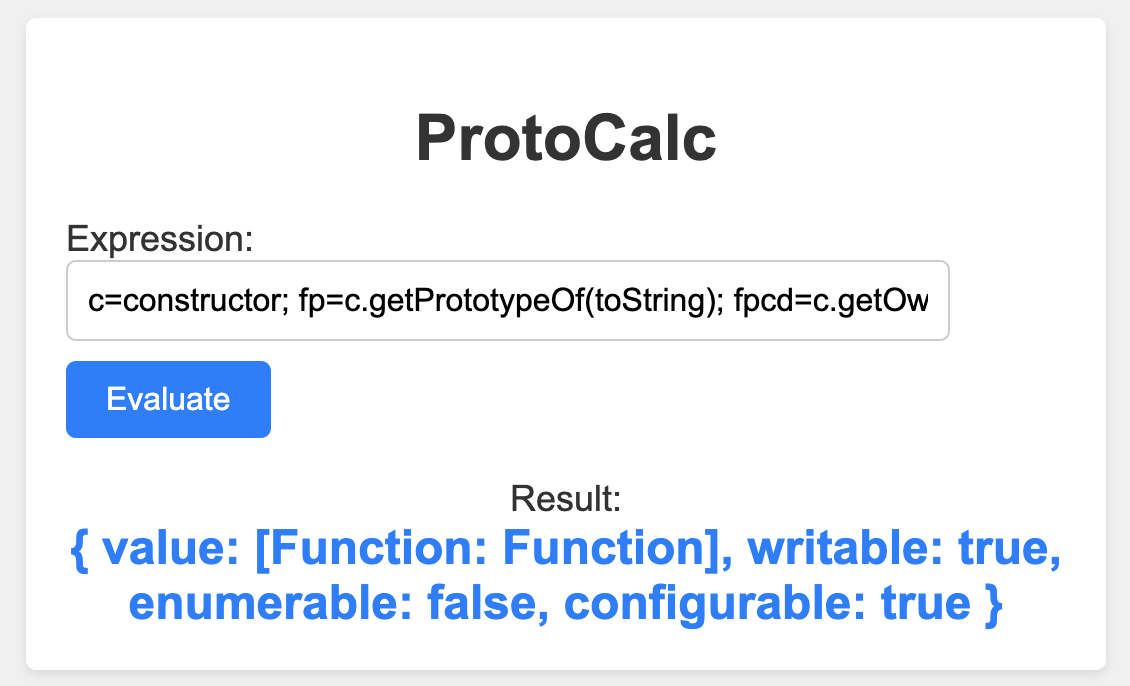 ProtoCalc
Expression:
c=constructor; fp=c.getPrototypeOf(toString); fpcd=c.getOw
Evaluate
Result:
{ value: [Function: Function], writable: true,
enumerable: false, configurable: true }